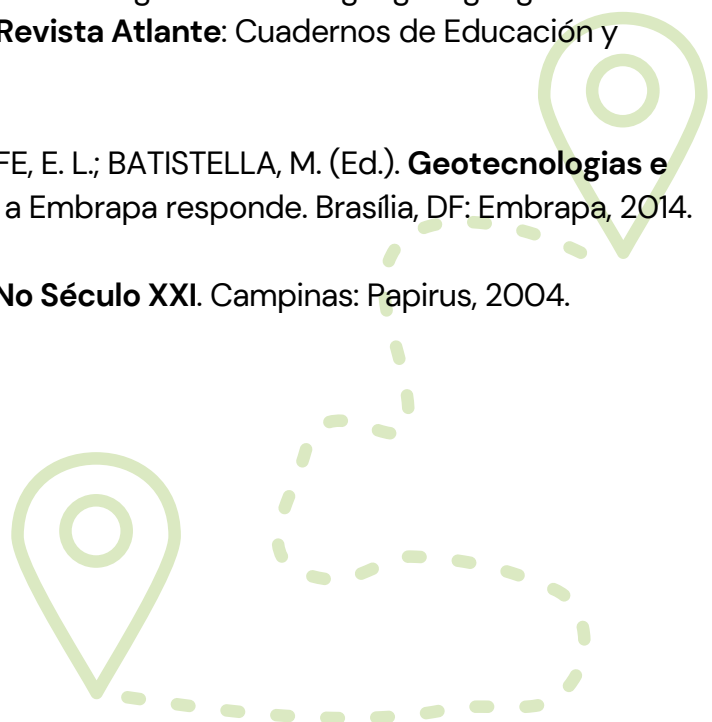 Revista Atlante: Cuadernos de Educación y
FE, E. L.; BATISTELLA, M. (Ed.). Geotecnologias e
a Embrapa responde. Brasília, DF: Embrapa, 2014.
No Século XXI. Campinas: Papirus, 2004.